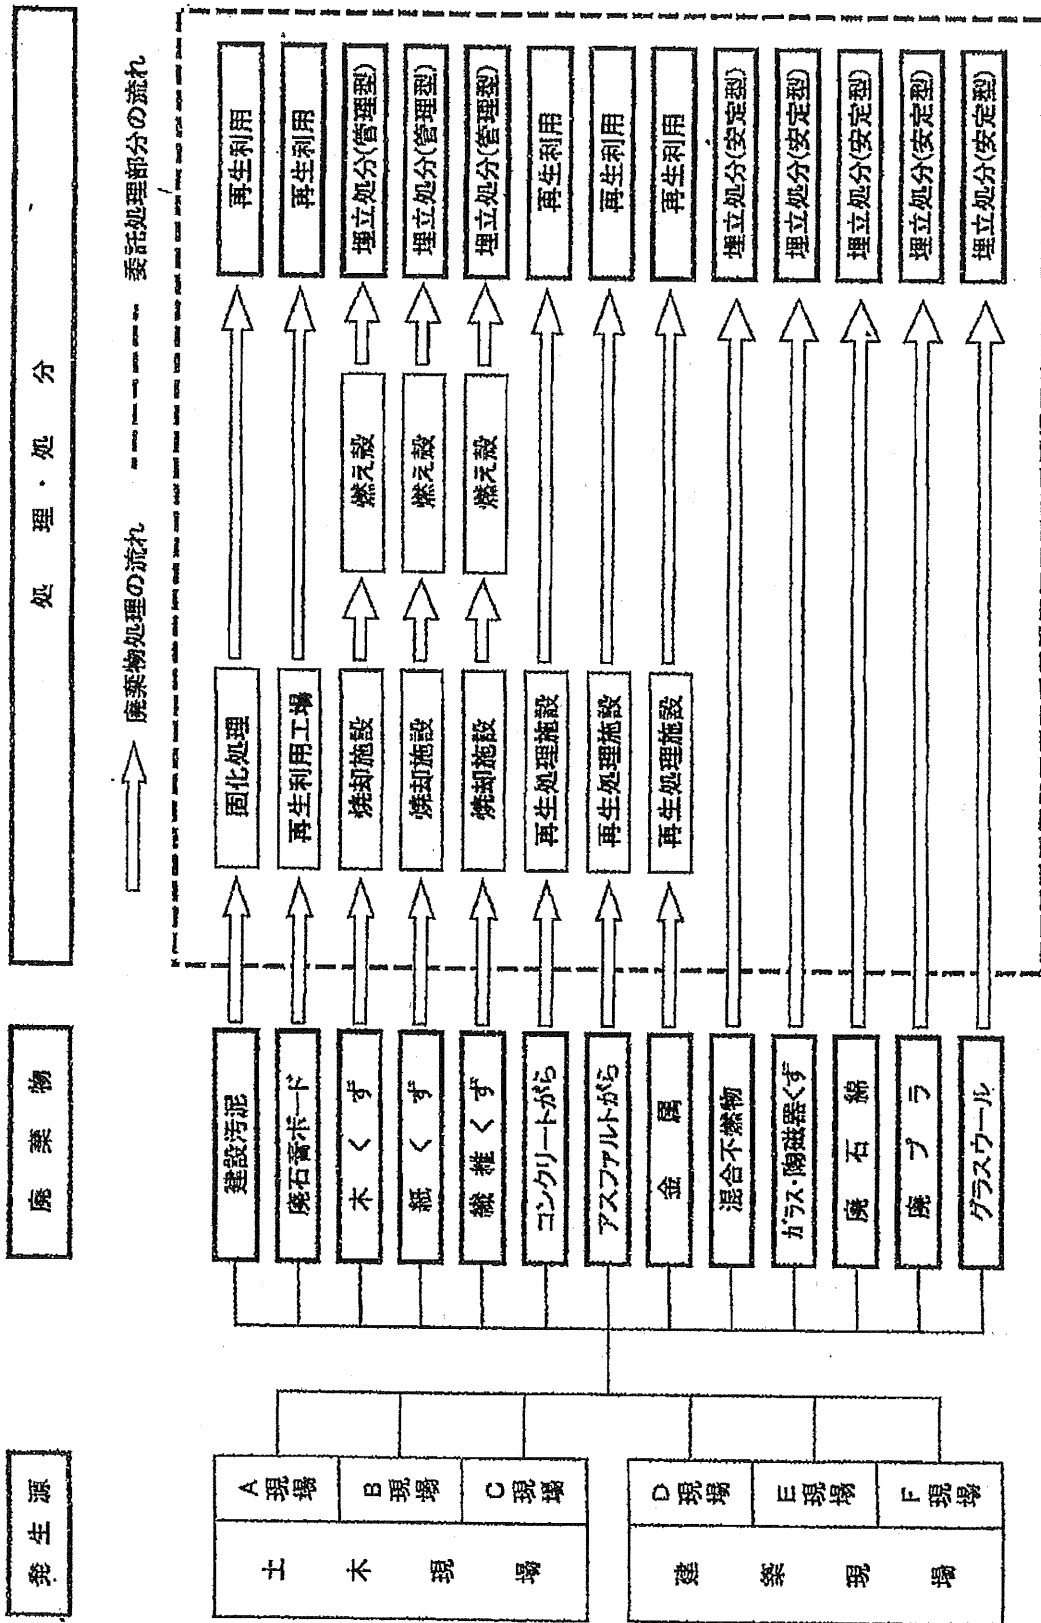 発生源
廃棄物
処理・処分
廃棄物処理の流れ
委託処理部分の流れ
土木現場
A現場
B現場
C現場
建築現場
D現場
E現場
F現場
建設汚泥
固化処理
再生利用
廃石膏ボード
再生利用工場
再生利用
木くず
焼却施設
燃え殻
埋立処分(管理型)
紙くず
焼却施設
燃え殻
埋立処分(管理型)
繊維くず
焼却施設
燃え殻
埋立処分(管理型)
コンクリートがら
再生処理施設
再生利用
アスファルトがら
再生処理施設
再生利用
金属
再生処理施設
再生利用
混合不燃物
埋立処分(安定型)
ガラス・陶磁器くず
埋立処分(安定型)
廃石綿
埋立処分(安定型)
廃プラ
埋立処分(安定型)
グラスウール
埋立処分(安定型)